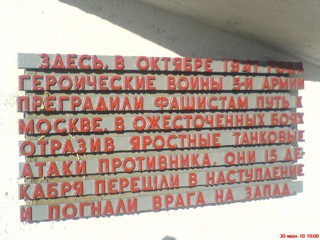 ЗДЕСЬ, В ОКТЯБРЕ 1941 ГОДА
ГЕРОИЧЕСКИЕ ВОИНЫ 5-Й АРМИИ
ПРЕГРАДИЛИ ФАШИСТАМ ПУТЬ К
МОСКВЕ. В ОЖЕСТОЧЕННЫХ БОЯХ
ОТРАЗИВ ЯРОСТНЫЕ ТАНКОВЫЕ
АТАКИ ПРОТИВНИКА, ОНИ 15 ДЕ-
КАБРЯ ПЕРЕШЛИ В НАСТУПЛЕНИЕ
И ПОГНАЛИ ВРАГА НА ЗАПАД.